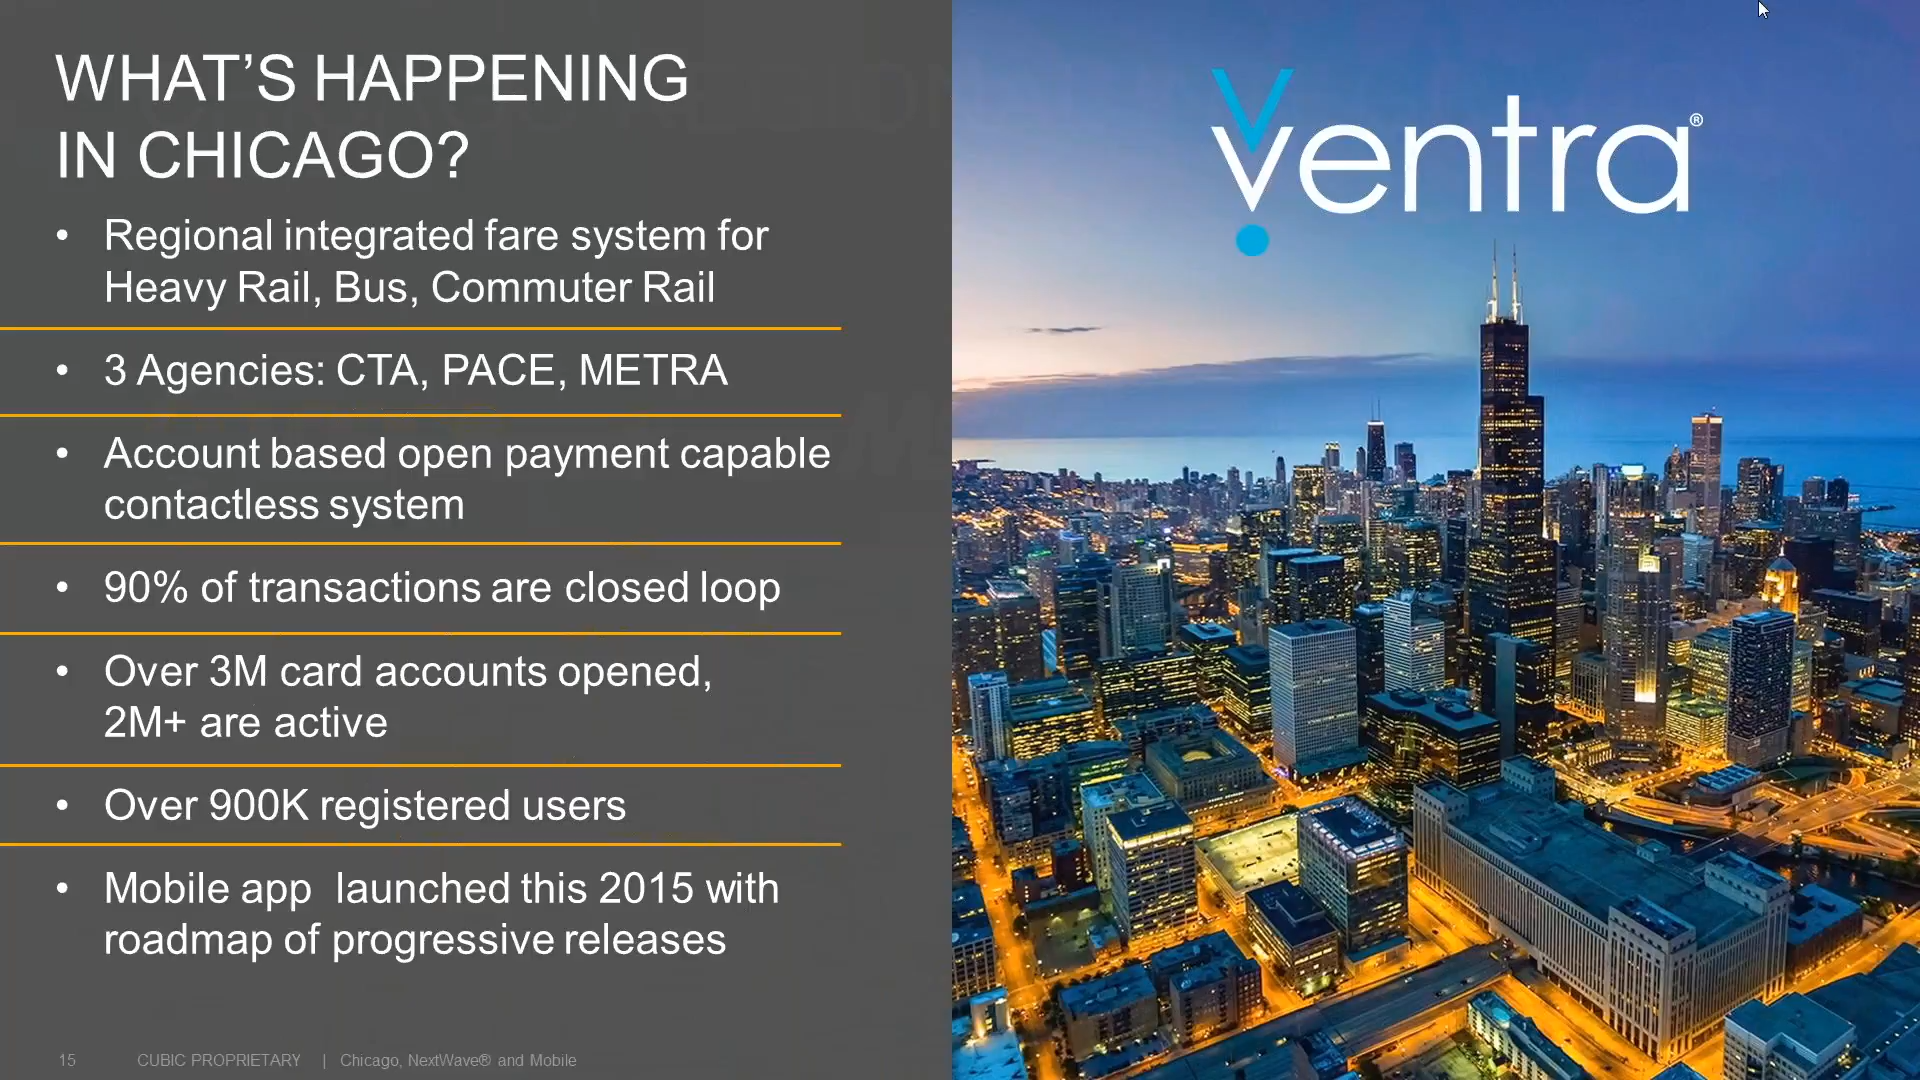 WHAT’S HAPPENING
IN CHICAGO?
• Regional integrated fare system for
Heavy Rail, Bus, Commuter Rail
• 3 Agencies: CTA, PACE, METRA
• Account based open payment capable
contactless system
• 90% of transactions are closed loop
• Over 3M card accounts opened,
2M+ are active
• Over 900K registered users
• Mobile app  launched this 2015 with
roadmap of progressive releases
15 CUBIC PROPRIETARY | Chicago, NextWave® and Mobile
ventra®